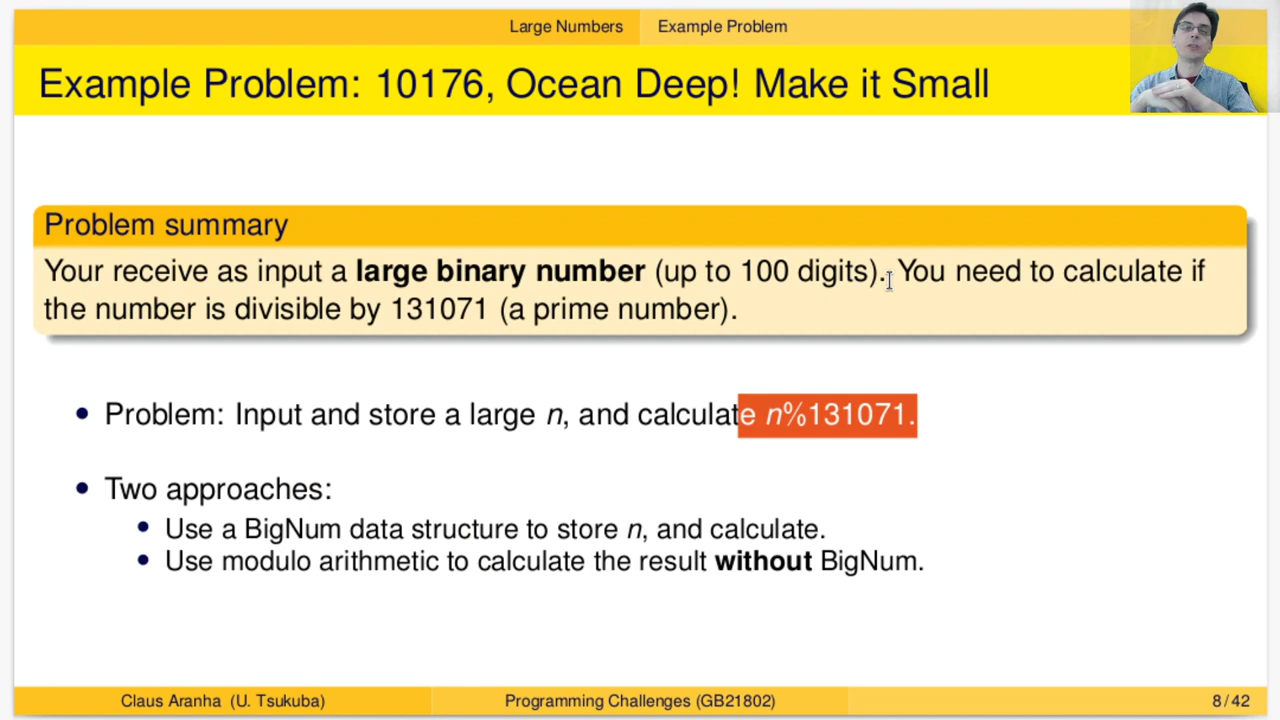 Large Numbers Example Problem
Example Problem: 10176, Ocean Deep! Make it Small
Problem summary
Your receive as input a large binary number (up to 100 digits). You need to calculate if
the number is divisible by 131071 (a prime number).
• Problem: Input and store a large n, and calculate n%131071.
• Two approaches:
• Use a BigNum data structure to store n, and calculate.
• Use modulo arithmetic to calculate the result without BigNum.
Claus Aranha (U. Tsukuba) Programming Challenges (GB21802) 8 / 42